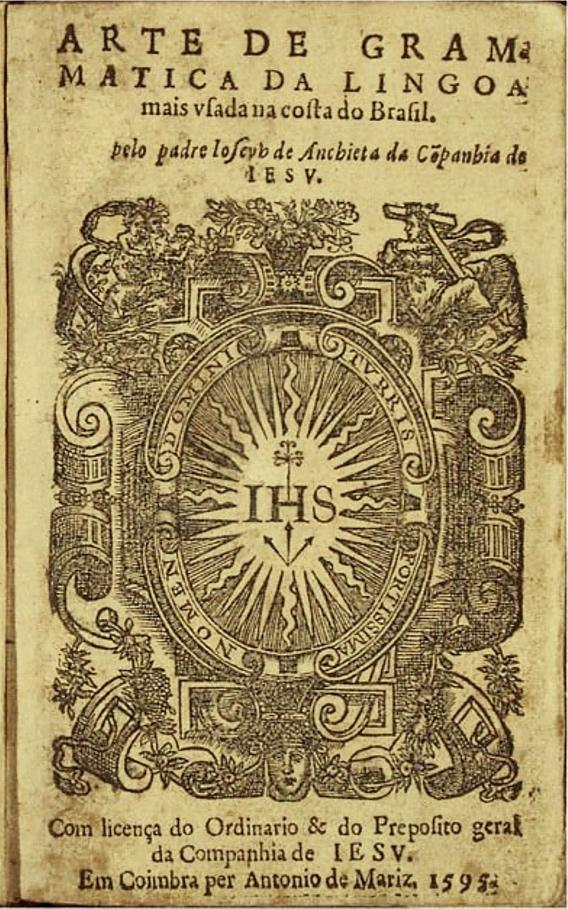 ARTE DE GRAM-
MATICA DA LINGOA
mais vſada na coſta do Braſil.
pelo padre Ioſeph de Anchieta da Cõpanhia de
IESV.
TVRRIS
FORTISSIMA
NOMEN
DOMINI
IHS
Com licença do Ordinario & do Prepoſito geral
da Companhia de IESV.
Em Coimbra per Antonio de Mariz. 1595.